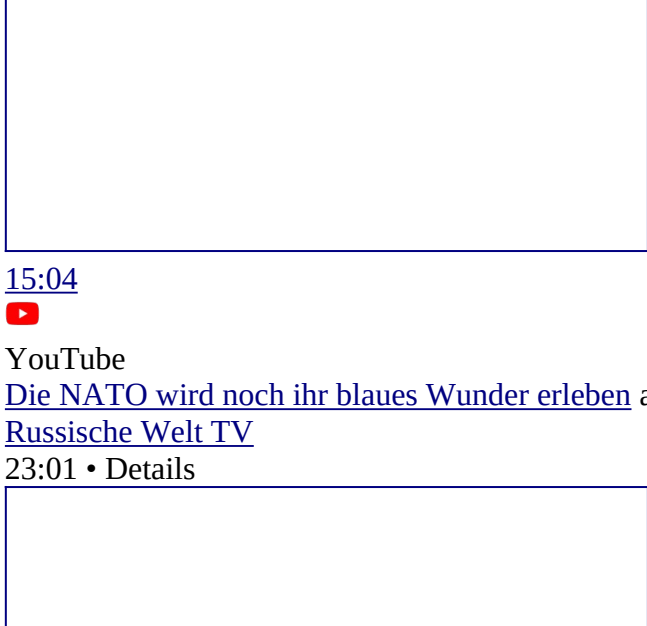 15:04
YouTube
Die NATO wird noch ihr blaues Wunder erleben
Russische Welt TV
23:01 • Details